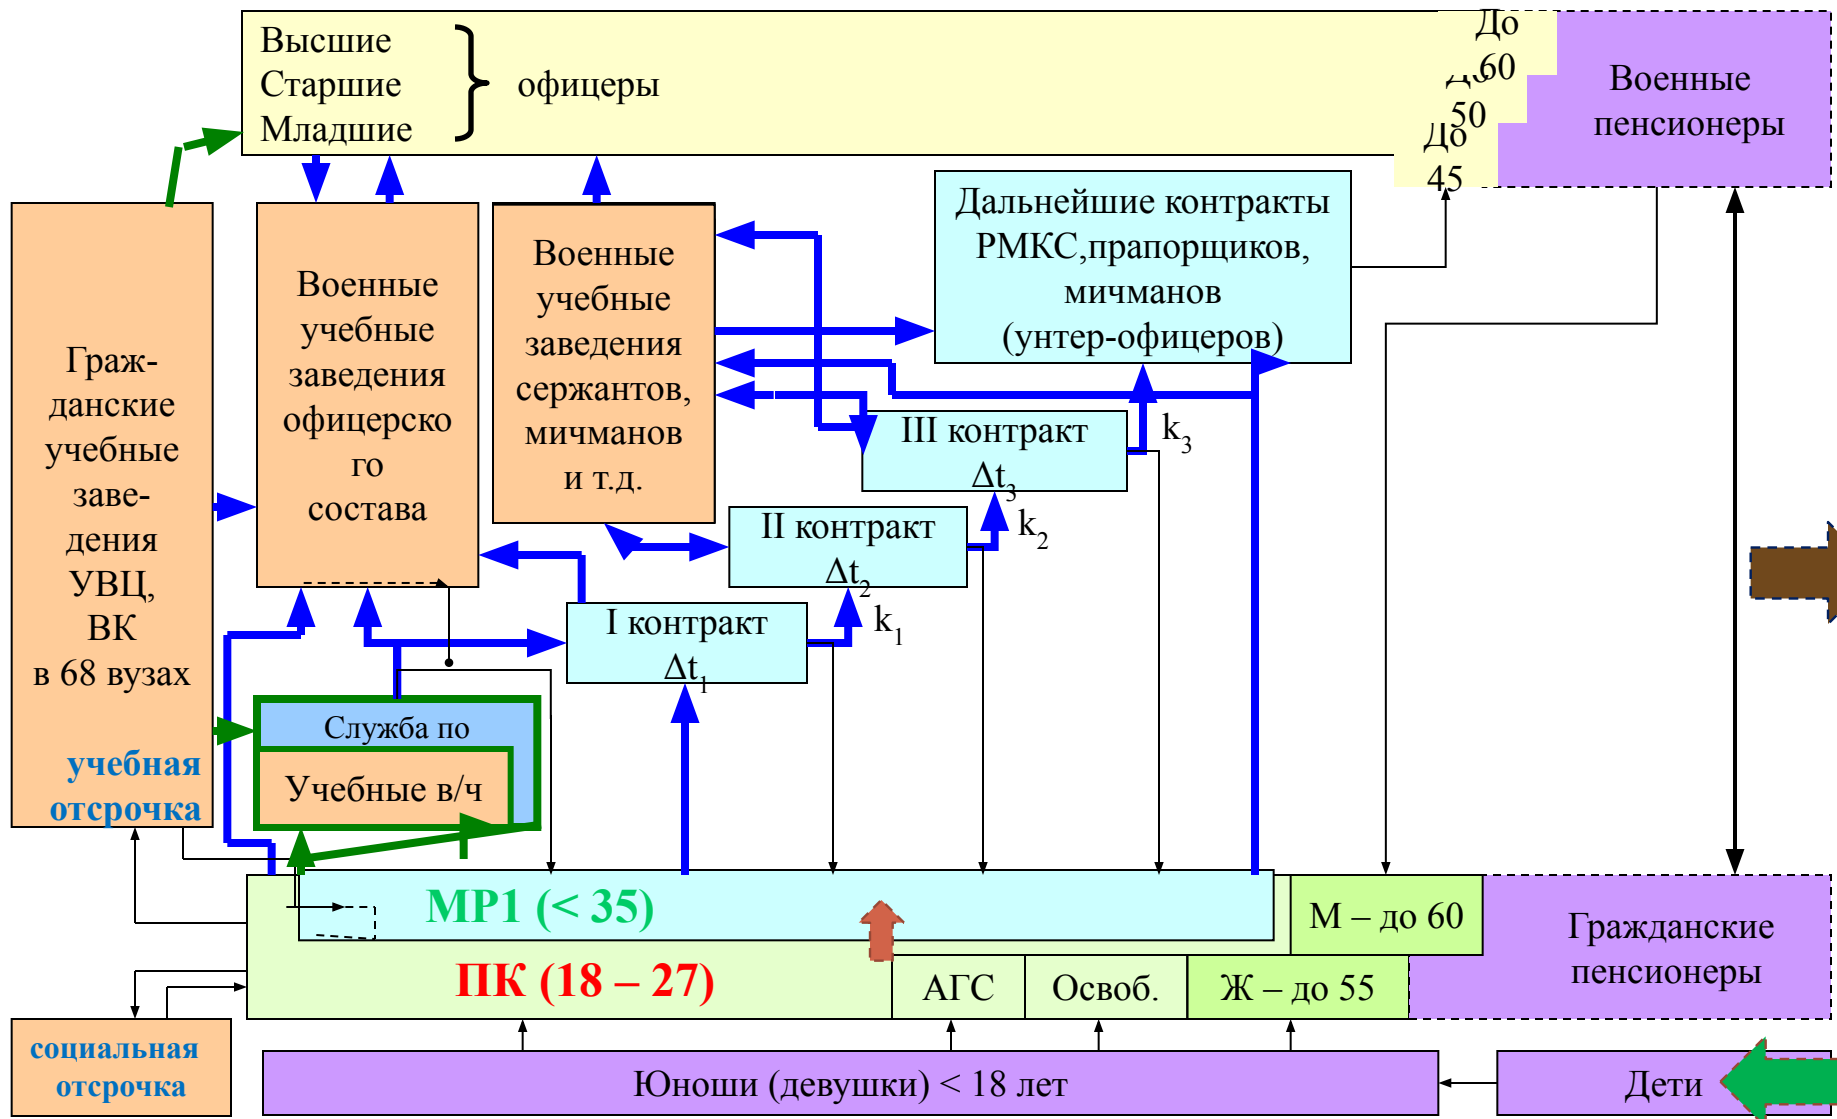 Высшие
Старшие
Младшие
офицеры
До
60
До
50
До
45
Военные
пенсионеры
Граж-
данские
учебные
заве-
дения
УВЦ,
ВК
в 68 вузах
учебная
отсрочка
Военные
учебные
заведения
офицерско
го
состава
Военные
учебные
заведения
сержантов,
мичманов
и т.д.
Дальнейшие контракты
РМКС,прапорщиков,
мичманов
(унтер-офицеров)
III контракт
Δt3
k3
II контракт
Δt2
k2
I контракт
Δt1
k1
Служба по
Учебные в/ч
МР1 (< 35)
ПК (18 – 27)
АГС
Освоб.
Ж – до 55
М – до 60
Гражданские
пенсионеры
социальная
отсрочка
Юноши (девушки) < 18 лет
Дети